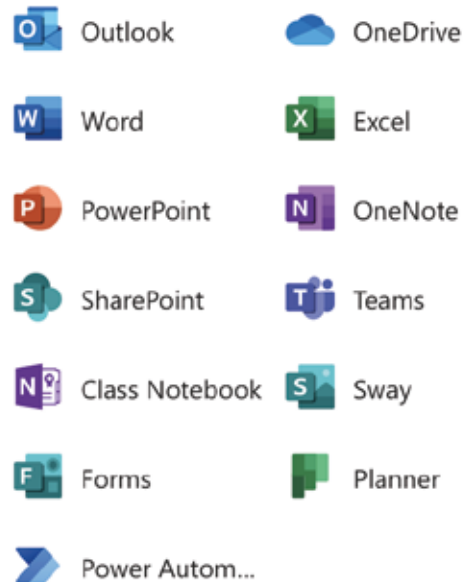 O Outlook OneDrive
W Word X Excel
P PowerPoint N OneNote
S SharePoint T Teams
N Class Notebook S Sway
F Forms Planner
Power Autom...